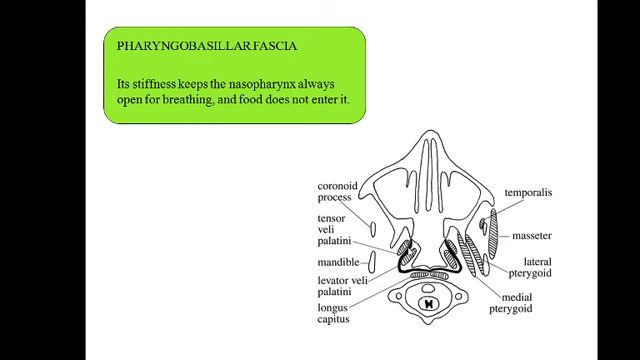 PHARYNGOBASILLAR FASCIA
Its stiffness keeps the nasopharynx always
open for breathing, and food does not enter it.
coronoid
process
tensor
veli
palatini
mandible
levator veli
palatini
longus
capitus
temporalis
masseter
lateral
pterygoid
medial
pterygoid